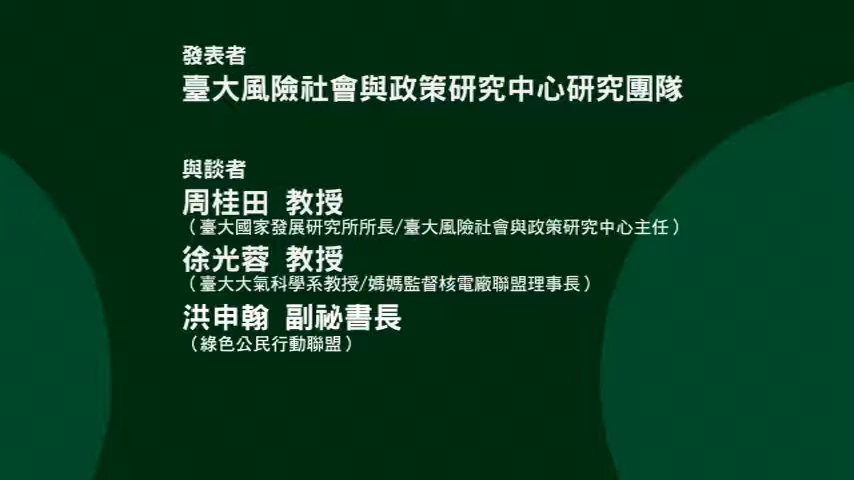 發表者
臺大風險社會與政策研究中心研究團隊
與談者
周桂田 教授
（臺大國家發展研究所所長/臺大風險社會與政策研究中心主任）
徐光蓉 教授
（臺大大氣科學系教授/媽媽監督核電廠聯盟理事長）
洪申翰 副祕書長
（綠色公民行動聯盟）